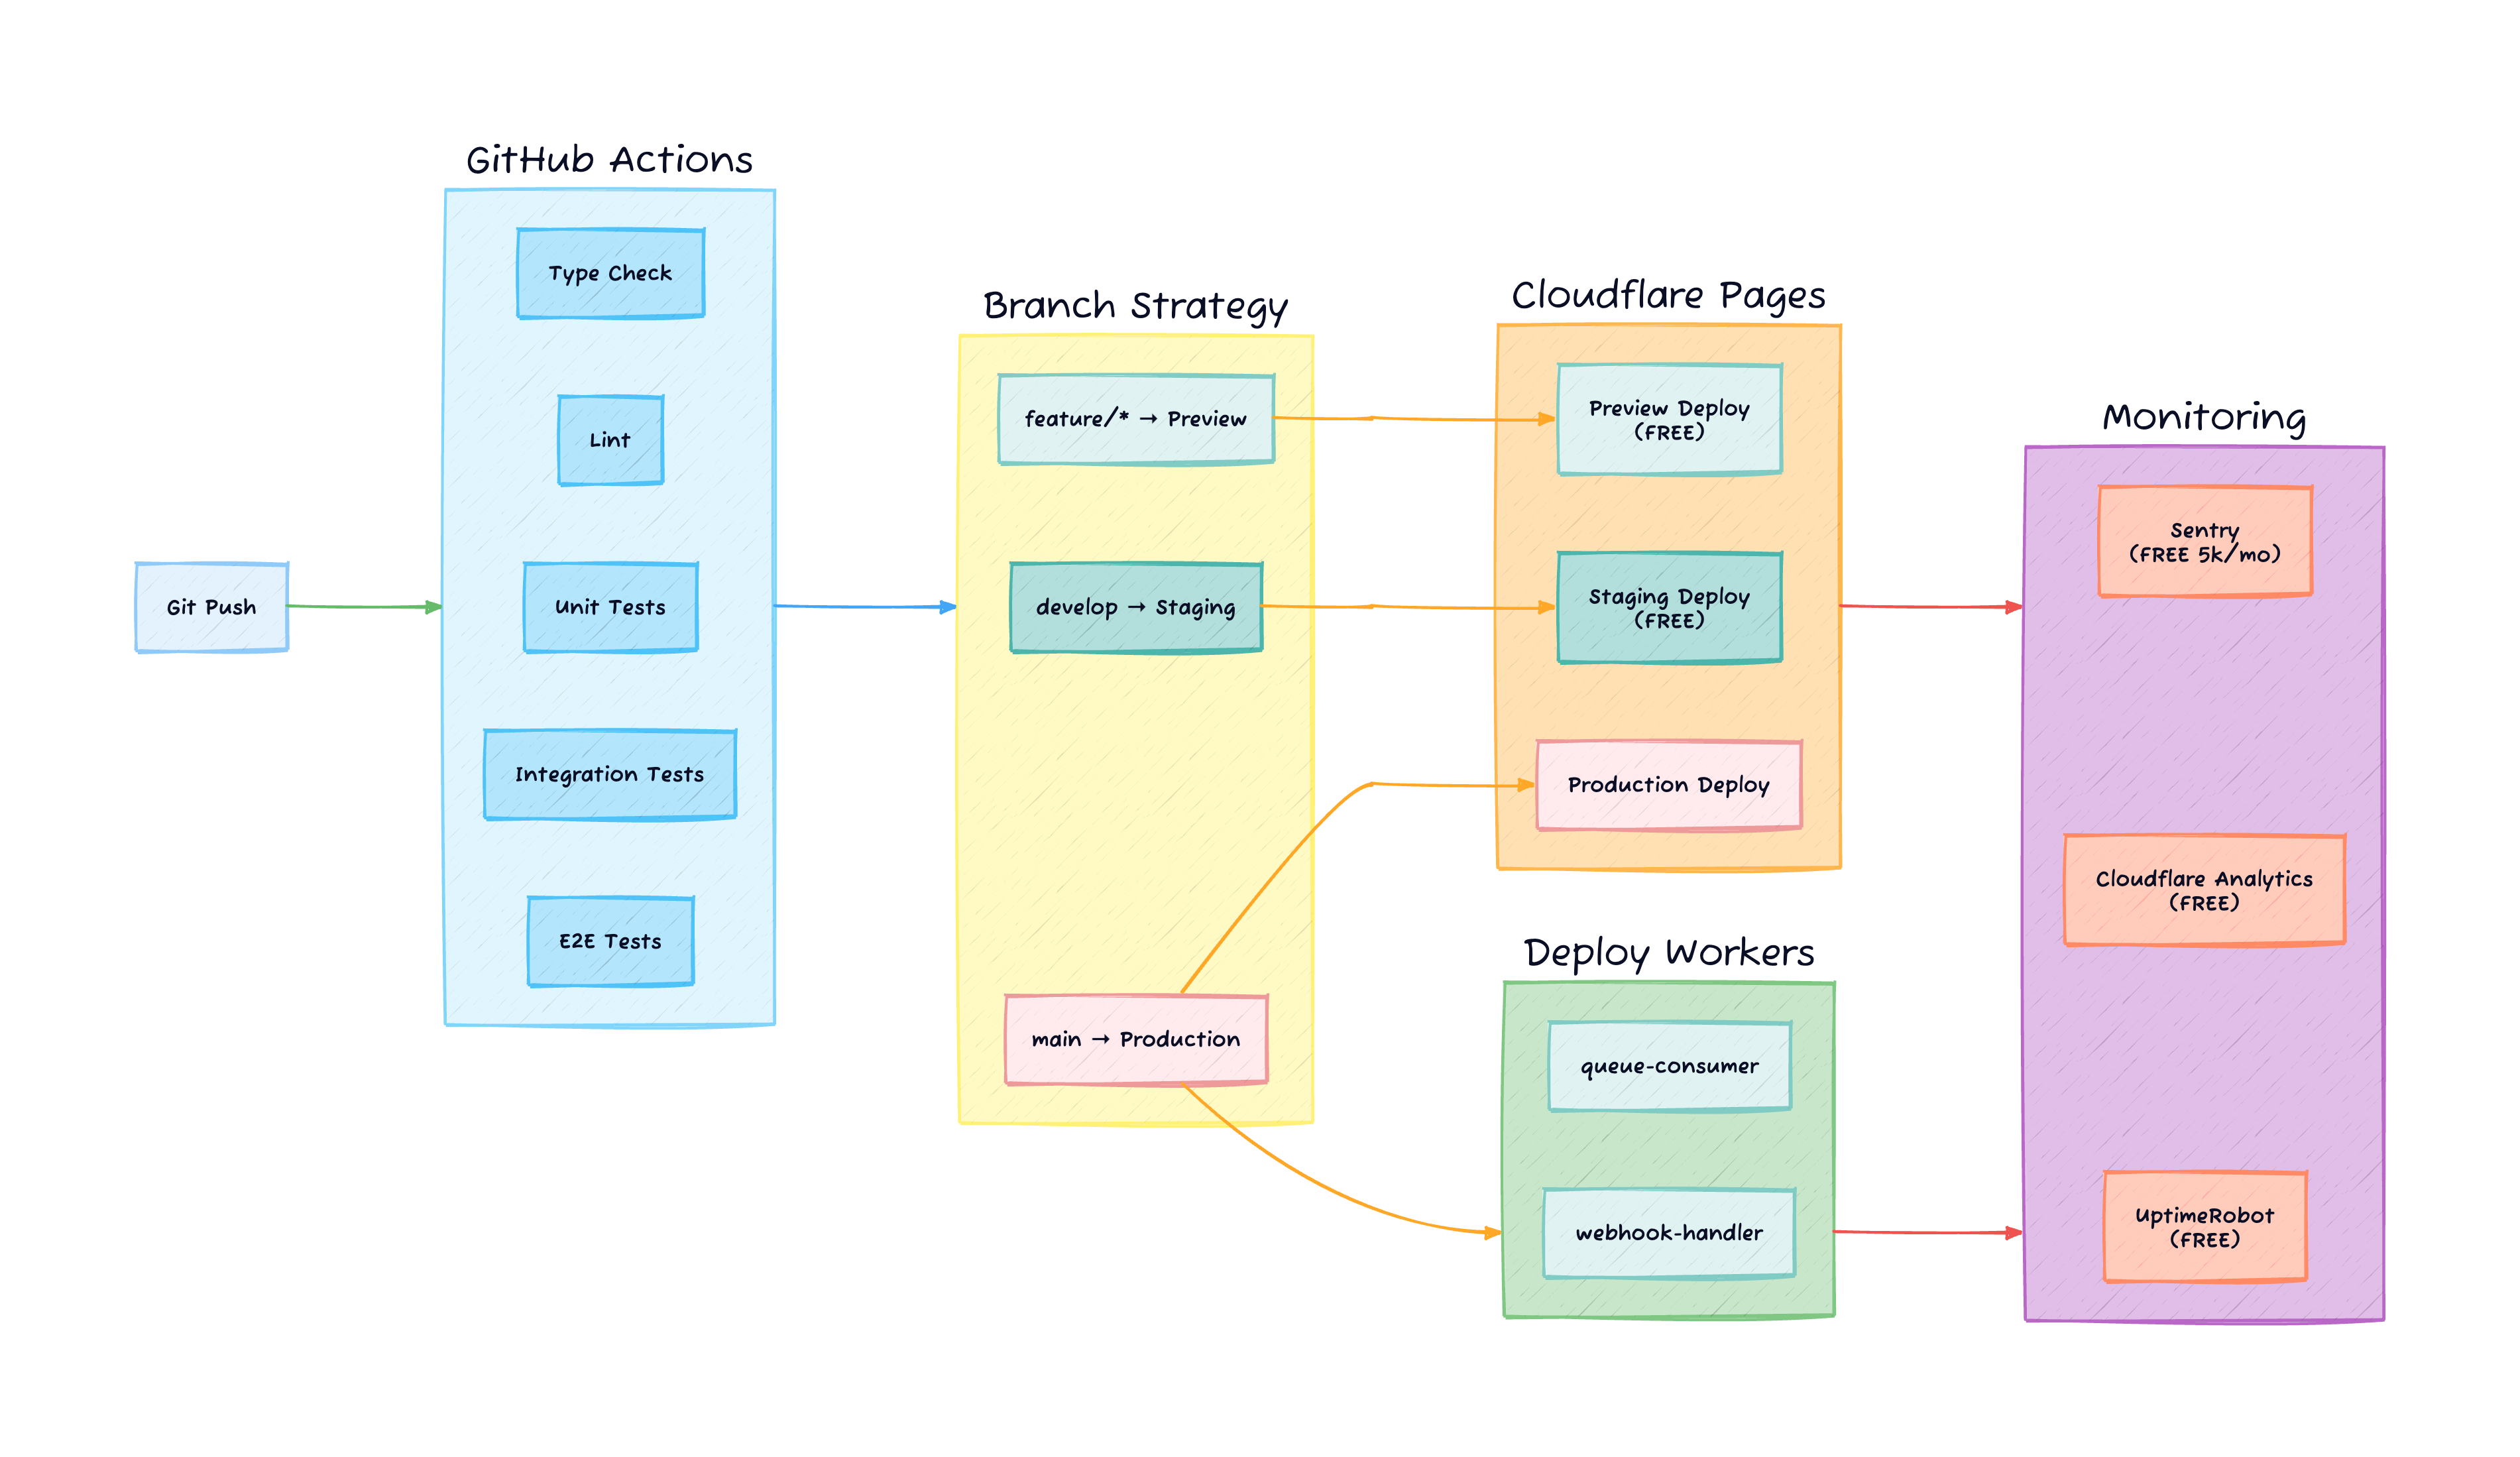 GitHub Actions
Type Check
Lint
Git Push
Unit Tests
Integration Tests
E2E Tests
Branch Strategy
feature/* → Preview
develop → Staging
main → Production
Cloudflare Pages
Preview Deploy
(FREE)
Staging Deploy
(FREE)
Production Deploy
Deploy Workers
queue-consumer
webhook-handler
Monitoring
Sentry
(FREE 5k/mo)
Cloudflare Analytics
(FREE)
UptimeRobot
(FREE)